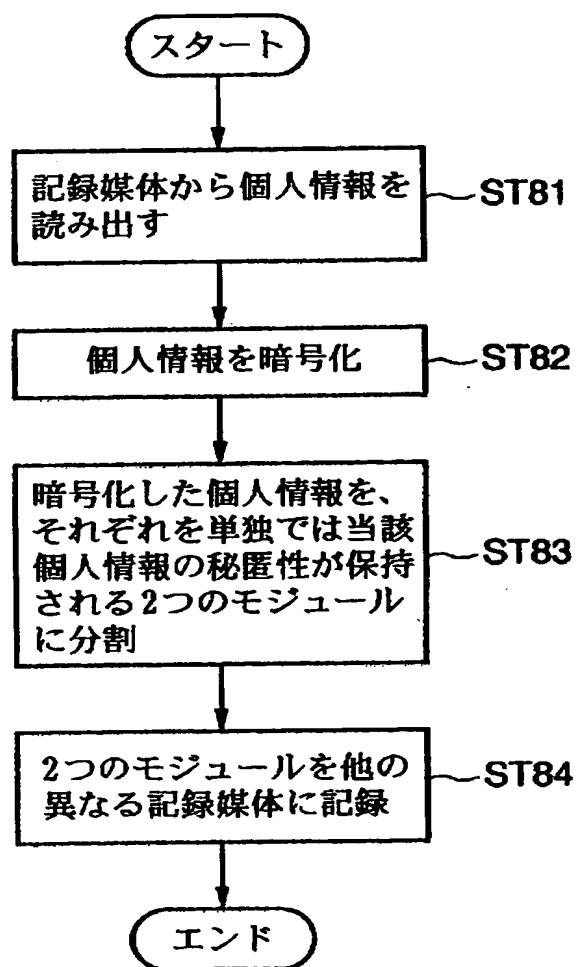 スタート
記録媒体から個人情報を
読み出す
ST81
個人情報を暗号化
ST82
暗号化した個人情報を、
それぞれを単独では当該
個人情報の秘匿性が保持
される2つのモジュール
に分割
ST83
2つのモジュールを他の
異なる記録媒体に記録
ST84
エンド